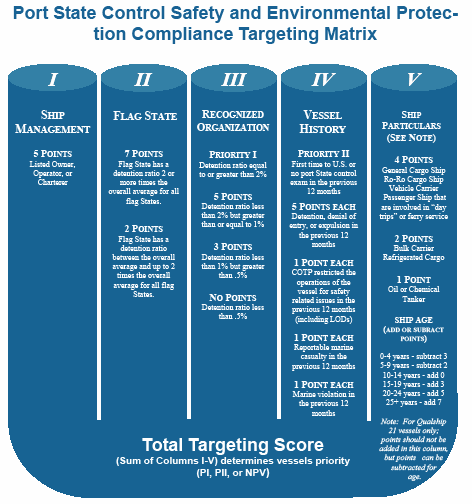 Port State Control Safety and Environmental Protec-
tion Compliance Targeting Matrix
I
SHIP
MANAGEMENT
5 POINTS
Listed Owner,
Operator, or
Charterer
II
FLAG STATE
7 POINTS
Flag State has a
detention ratio 2 or
more times the
overall average for all
flag States.
2 POINTS
Flag State has a
detention ratio
between the overall
average and up to 2
times the overall
average for all flag
States.
III
RECOGNIZED
ORGANIZATION
PRIORITY I
Detention ratio equal
to or greater than 2%
5 POINTS
Detention ratio less
than 2% but greater
than or equal to 1%
3 POINTS
Detention ratio less
than 1% but greater
than .5%
NO POINTS
Detention ratio less
than .5%
IV
VESSEL
HISTORY
PRIORITY II
First time to U.S. or
no port State control
exam in the previous
12 months
5 POINTS EACH
Detention, denial of
entry, or expulsion in
the previous 12
months
1 POINT EACH
COTP restricted the
operations of the
vessel for safety
related issues in the
previous 12 months
(including LODs)
1 POINT EACH
Reportable marine
casualty in the
previous 12 months
1 POINT EACH
Marine violation in
the previous 12
months
V
SHIP
PARTICULARS
(SEE NOTE)
4 POINTS
General Cargo Ship
Ro-Ro Cargo Ship
Vehicle Carrier
Passenger Ship that
are involved in “day
trips” or ferry service
2 POINTS
Bulk Carrier
Refrigerated Cargo
1 POINT
Oil or Chemical
Tanker
SHIP AGE
(ADD OR SUBRACT
POINTS)
0-4 years - subtract 3
5-9 years - subtract 2
10-14 years - add 0
15-19 years - add 3
20-24 years - add 5
25+ years - add 7
Note: For Qualship
21 vessels only;
points should not be
added in this column,
but points can be
subtracted for
age.
Total Targeting Score
(Sum of Columns I-V) determines vessels priority
(PI, PII, or NPV)